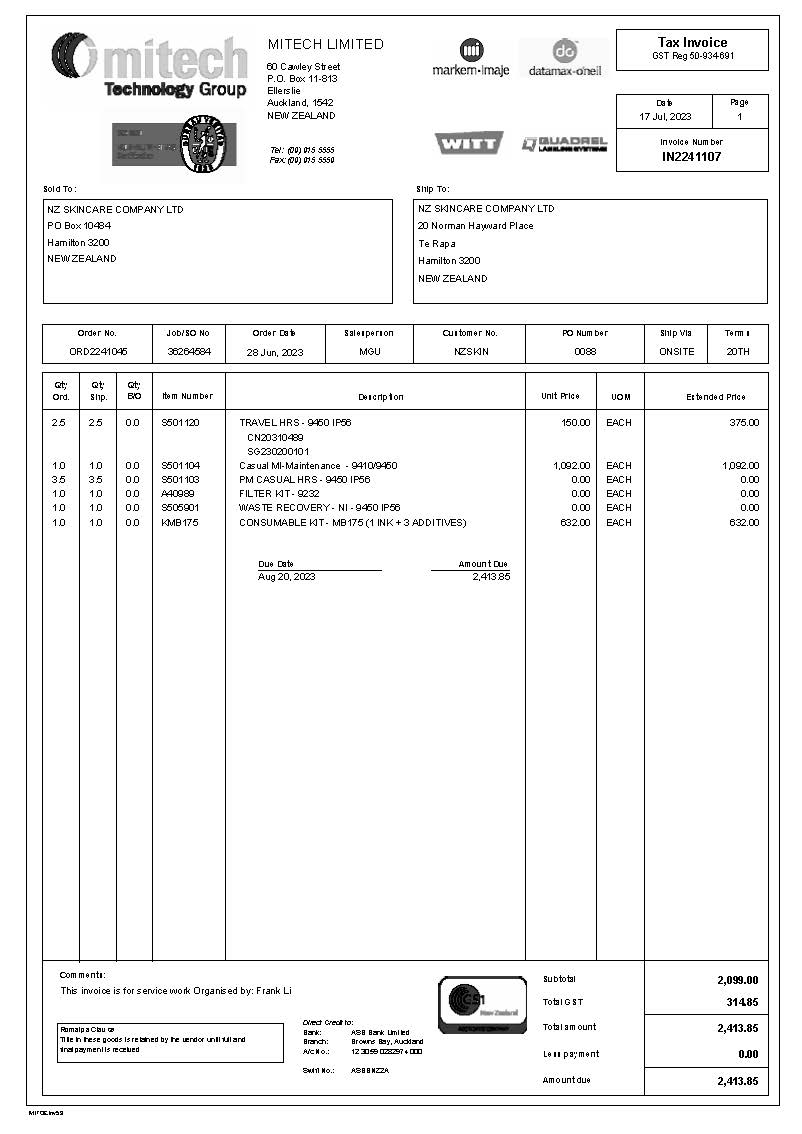 mitech
Technology Group
MITECH LIMITED
60 Cawley Street
P.O. Box 11-813
Ellerslie
Auckland, 1542
NEW ZEALAND
Tel: (09) 815 5555
Fax: (09) 815 5559
markem·imaje
datamax·o'neil
WITT
QUADREL
LABELING SYSTEMS
Tax Invoice
GST Reg 50-934-691
Date
Page
17 Jul, 2023
1
Invoice Number
IN2241107
Sold To:
NZ SKINCARE COMPANY LTD
PO Box 10484
Hamilton 3200
NEW ZEALAND
Ship To:
NZ SKINCARE COMPANY LTD
20 Norman Hayward Place
Te Rapa
Hamilton 3200
NEW ZEALAND
Order No. Job/SO No Order Date Salesperson Customer No. PO Number Ship Via Terms
ORD2241045 36264584 28 Jun, 2023 MGU NZSKIN 0088 ONSITE 20TH
Qty Ord. Qty Shp. Qty B/O Item Number Description Unit Price UOM Extended Price
2.5 2.5 0.0 S501120 TRAVEL HRS - 9450 IP56 150.00 EACH 375.00
CN20310489
SG230200101
1.0 1.0 0.0 S501104 Casual MI-Maintenance - 9410/9450 1,092.00 EACH 1,092.00
3.5 3.5 0.0 S501103 PM CASUAL HRS - 9450 IP56 0.00 EACH 0.00
1.0 1.0 0.0 A40989 FILTER KIT - 9232 0.00 EACH 0.00
1.0 1.0 0.0 S505901 WASTE RECOVERY - NI - 9450 IP56 0.00 EACH 0.00
1.0 1.0 0.0 KMB175 CONSUMABLE KIT - MB175 (1 INK + 3 ADDITIVES) 632.00 EACH 632.00
Due Date Amount Due
Aug 20, 2023 2,413.85
Comments:
This invoice is for service work Organised by: Frank Li
Romalpa Clause
Title in these goods is retained by the vendor until full and
final payment is received
Direct Credit to:
Bank: ASB Bank Limited
Branch: Browns Bay, Auckland
A/c No.: 12 3059 0282974 000
Swift No.: ASBBNZ2A
GS1
New Zealand
Subtotal 2,099.00
Total GST 314.85
Total amount 2,413.85
Less payment 0.00
Amount due 2,413.85